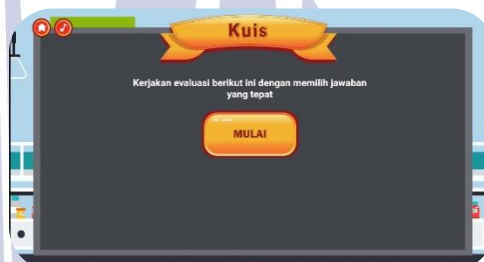 Kuis
Kerjakan evaluasi berikut ini dengan memilih jawaban
yang tepat
MULAI